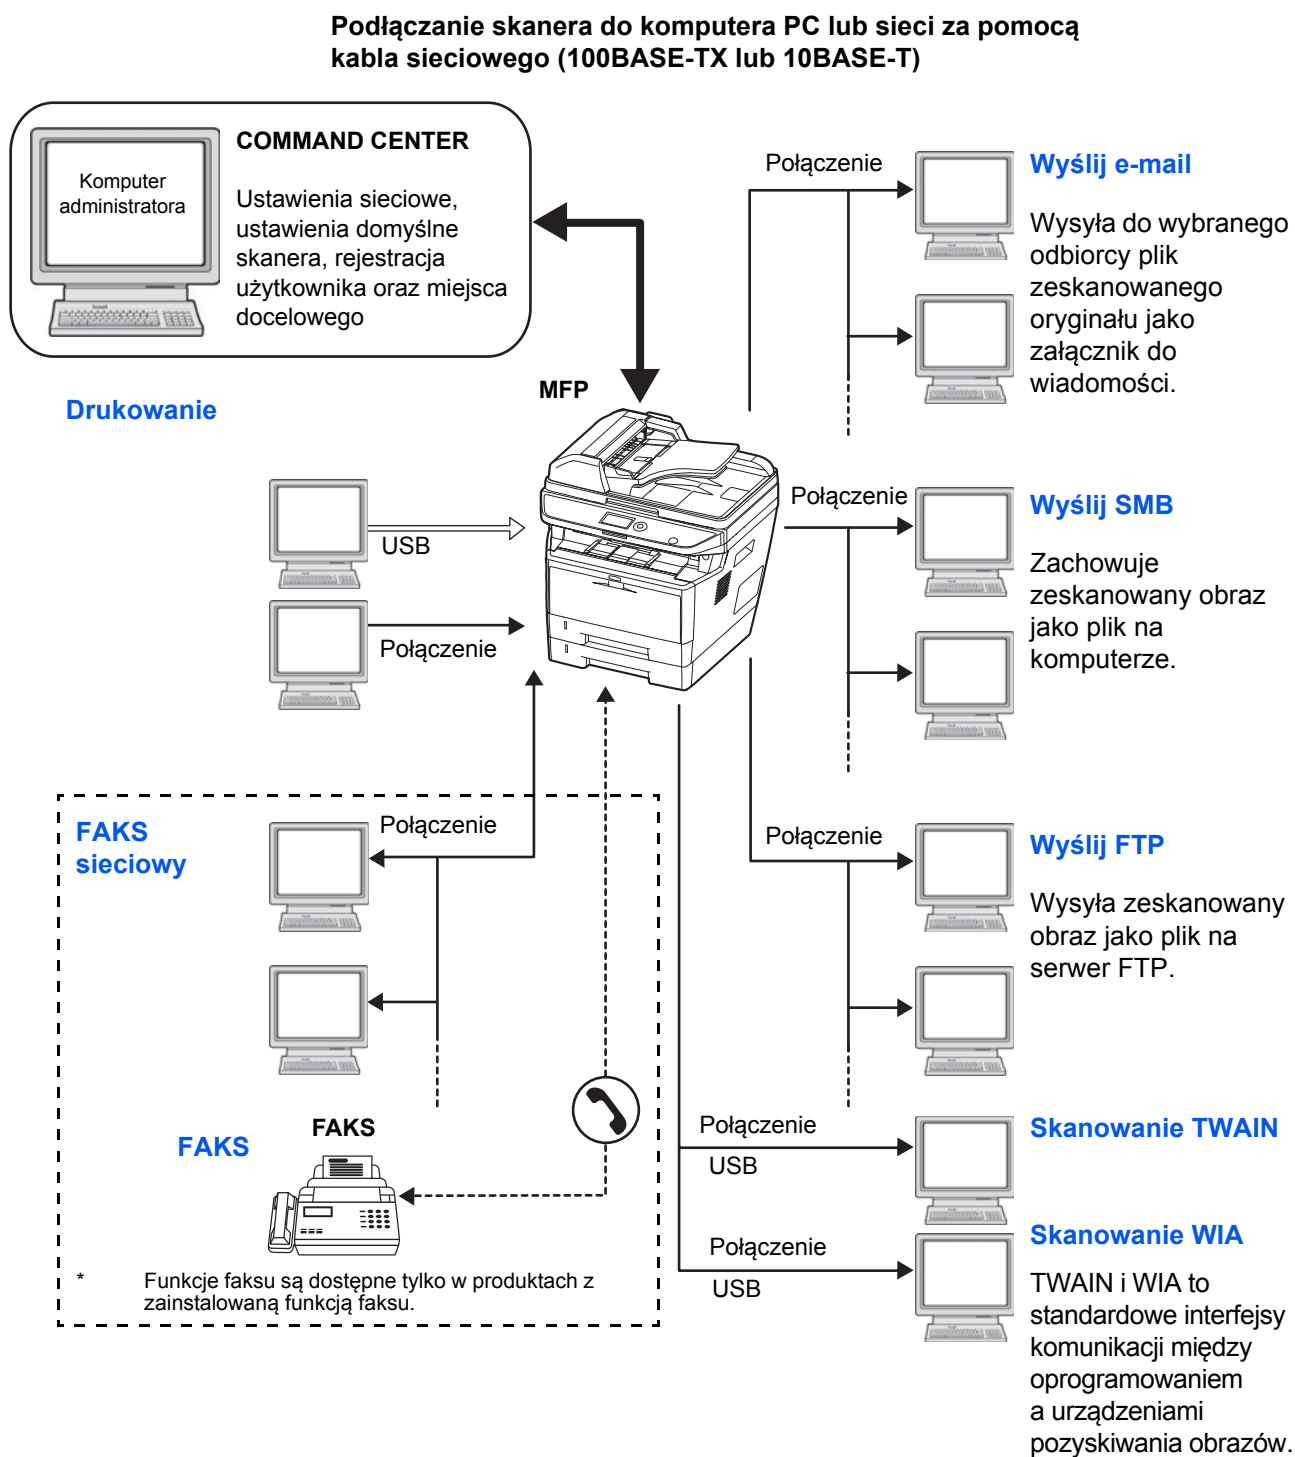 Podłączanie skanera do komputera PC lub sieci za pomocą
kabla sieciowego (100BASE-TX lub 10BASE-T)
COMMAND CENTER
Komputer
administratora
Ustawienia sieciowe,
ustawienia domyślne
skanera, rejestracja
użytkownika oraz miejsca
docelowego
Połączenie
Wyślij e-mail
Wysyła do wybranego
odbiorcy plik
zeskanowanego
oryginału jako
załącznik do
wiadomości.
MFP
Drukowanie
USB
Połączenie
Połączenie
Wyślij SMB
Zachowuje
zeskanowany obraz
jako plik na
komputerze.
FAKS
sieciowy
Połączenie
Połączenie
Wyślij FTP
Wysyła zeskanowany
obraz jako plik na
serwer FTP.
FAKS
FAKS
* Funkcje faksu są dostępne tylko w produktach z
zainstalowaną funkcją faksu.
Połączenie
USB
Skanowanie TWAIN
Połączenie
USB
Skanowanie WIA
TWAIN i WIA to
standardowe interfejsy
komunikacji między
oprogramowaniem
a urządzeniami
pozyskiwania obrazów.